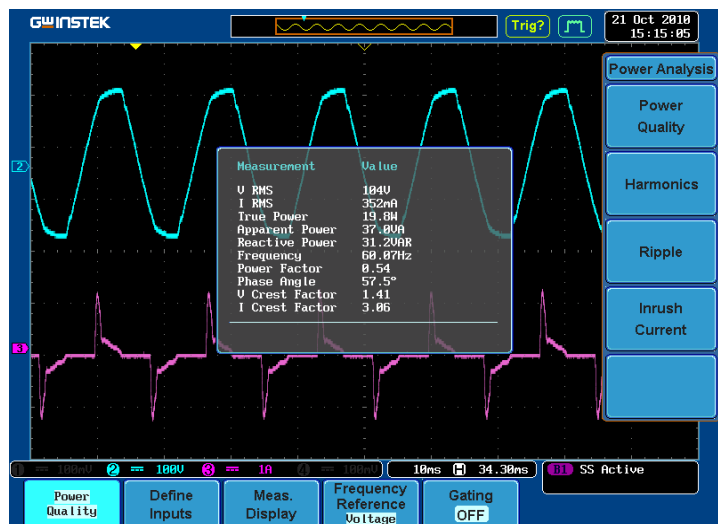 GWINSTEK
Trig?
21 Oct 2010
15:15:05
Power Analysis
Power
Quality
Harmonics
Ripple
Inrush
Current
2
3
Measurement Value
V RMS 104V
I RMS 352mA
True Power 19.8W
Apparent Power 37.0VA
Reactive Power 31.2VAR
Frequency 60.07Hz
Power Factor 0.54
Phase Angle 57.5°
V Crest Factor 1.41
I Crest Factor 3.06
1 100mV 2 100V 3 1A 4 100mV 10ms H 34.30ms B1 SS Active
Power
Quality
Define
Inputs
Meas.
Display
Frequency
Reference
Voltage
Gating
OFF